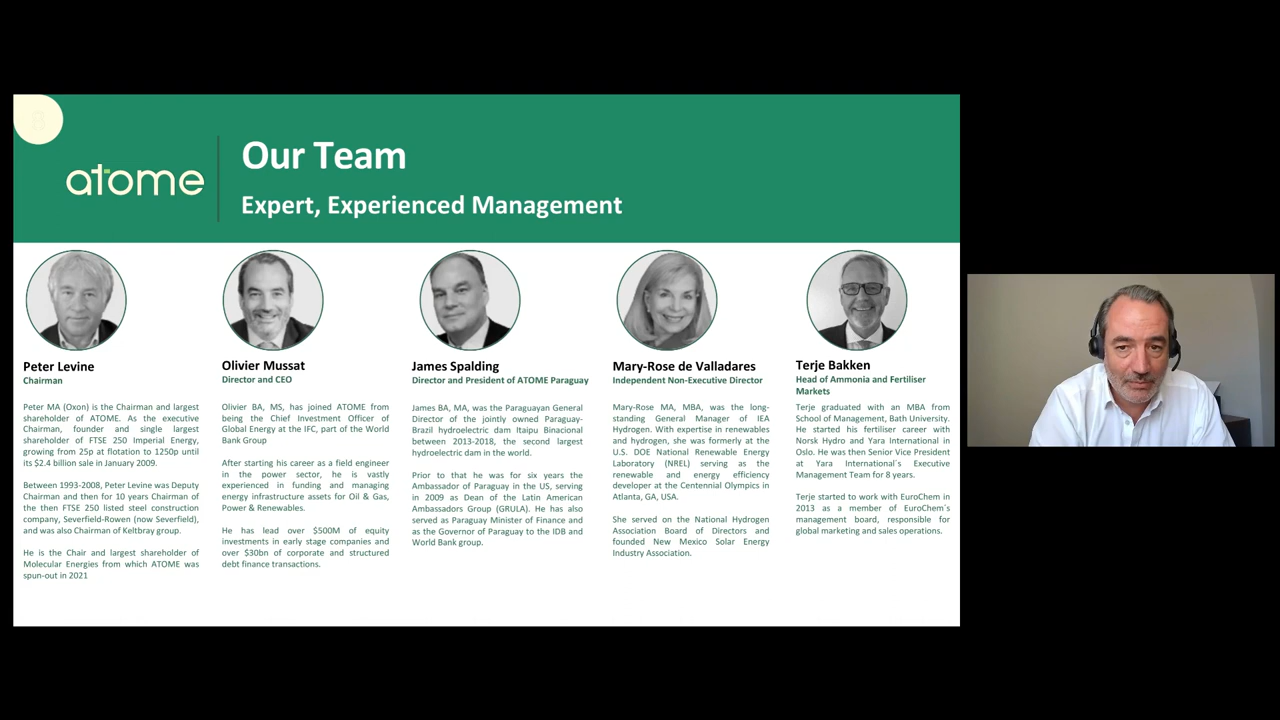 atome
Our Team
Expert, Experienced Management
Peter Levine
Chairman
Peter MA (Oxon) is the Chairman and largest
shareholder of ATOME. As the executive
Chairman, founder and single largest
shareholder of FTSE 250 Imperial Energy,
growing from 25p at flotation to 1250p until
its $2.4 billion sale in January 2009.
Between 1993-2008, Peter Levine was Deputy
Chairman and then for 10 years Chairman of
the then FTSE 250 listed steel construction
company, Severfield-Rowen (now Severfield),
and was also Chairman of Keltbray group.
He is the Chair and largest shareholder of
Molecular Energies from which ATOME was
spun-out in 2021
Olivier Mussat
Director and CEO
Olivier BA, MS, has joined ATOME from
being the Chief Investment Officer of
Global Energy at the IFC, part of the World
Bank Group
After starting his career as a field engineer
in the power sector, he is vastly
experienced in funding and managing
energy infrastructure assets for Oil & Gas,
Power & Renewables.
He has lead over $500M of equity
investments in early stage companies and
over $30bn of corporate and structured
debt finance transactions.
James Spalding
Director and President of ATOME Paraguay
James BA, MA, was the Paraguayan General
Director of the jointly owned Paraguay-
Brazil hydroelectric dam Itaipu Binacional
between 2013-2018, the second largest
hydroelectric dam in the world.
Prior to that he was for six years the
Ambassador of Paraguay in the US, serving
in 2009 as Dean of the Latin American
Ambassadors Group (GRULA). He has also
served as Paraguay Minister of Finance and
as the Governor of Paraguay to the IDB and
World Bank group.
Mary-Rose de Valladares
Independent Non-Executive Director
Mary-Rose MA, MBA, was the long-
standing General Manager of IEA
Hydrogen. With expertise in renewables
and hydrogen, she was formerly at the
U.S. DOE National Renewable Energy
Laboratory (NREL) serving as the
renewable and energy efficiency
developer at the Centennial Olympics in
Atlanta, GA, USA.
She served on the National Hydrogen
Association Board of Directors and
founded New Mexico Solar Energy
Industry Association.
Terje Bakken
Head of Ammonia and Fertiliser
Markets
Terje graduated with an MBA from
School of Management, Bath University.
He started his fertiliser career with
Norsk Hydro and Yara International in
Oslo. He was then Senior Vice President
at Yara International´s Executive
Management Team for 8 years.
Terje started to work with EuroChem in
2013 as a member of EuroChem´s
management board, responsible for
global marketing and sales operations.